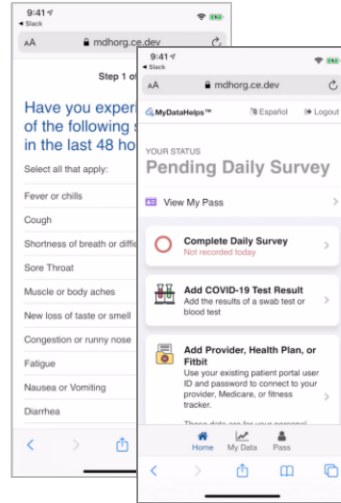 9:41
Slack
AA mdhorg.ce.dev
Step 1 of
Have you experi
of the following s
in the last 48 ho
Select all that apply:
Fever or chills
Cough
Shortness of breath or diffic
Sore Throat
Muscle or body aches
New loss of taste or smell
Congestion or runny nose
Fatigue
Nausea or Vomiting
Diarrhea
9:41
Slack
AA mdhorg.ce.dev
MyDataHelps™ Español Logout
YOUR STATUS
Pending Daily Survey
View My Pass
Complete Daily Survey
Not recorded today
Add COVID-19 Test Result
Add the results of a swab test or
blood test
Add Provider, Health Plan, or
Fitbit
Use your existing patient portal user
ID and password to connect to your
provider, Medicare, or fitness
tracker.
Home My Data Pass